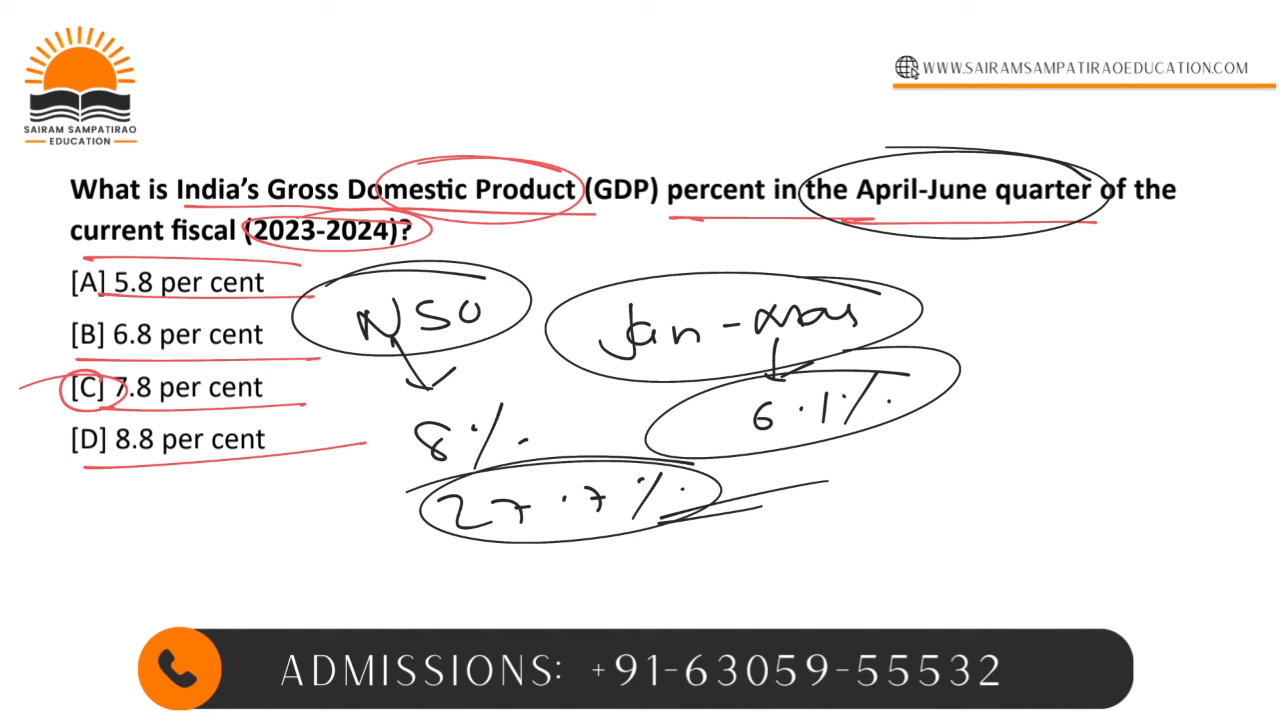 SAIRAM SAMPATIRAO
EDUCATION
WWW.SAIRAMSAMPATIRAOEDUCATION.COM
What is India’s Gross Domestic Product (GDP) percent in the April-June quarter of the
current fiscal (2023-2024)?
[A] 5.8 per cent
[B] 6.8 per cent
[C] 7.8 per cent
[D] 8.8 per cent
NSO
Jan -
6.1%
8%
27.7%
ADMISSIONS: +91-63059-55532